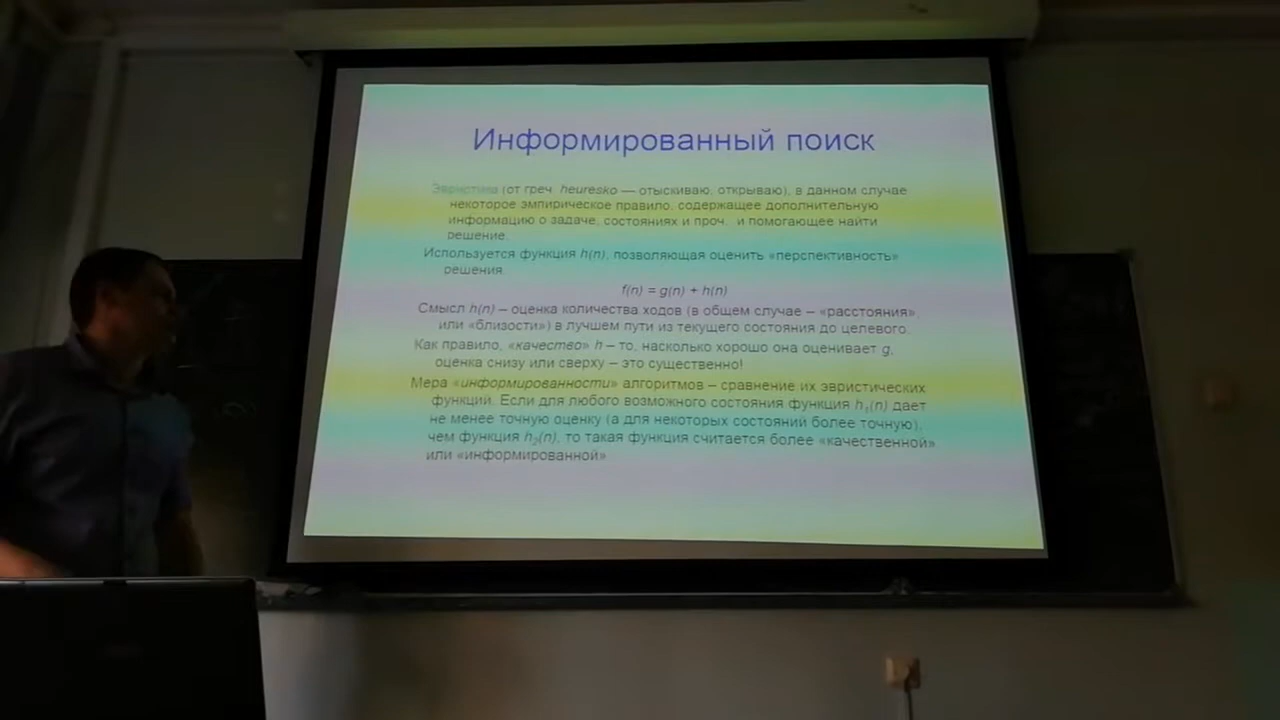 Информированный поиск
Эвристика (от греч. heuresko — отыскиваю, открываю), в данном случае
некоторое эмпирическое правило, содержащее дополнительную
информацию о задаче, состояниях и проч. и помогающее найти
решение.
Используется функция h(n), позволяющая оценить «перспективность»
решения
f(n) = g(n) + h(n)
Смысл h(n) – оценка количества ходов (в общем случае – «расстояния»
или «близости») в лучшем пути из текущего состояния до целевого.
Как правило, «качество» h – то, насколько хорошо она оценивает g,
оценка снизу или сверху – это существенно!
Мера «информированности» алгоритмов – сравнение их эвристических
функций. Если для любого возможного состояния функция h₁(n) дает
не менее точную оценку (а для некоторых состояний более точную),
чем функция h₂(n), то такая функция считается более «качественной»
или «информированной»